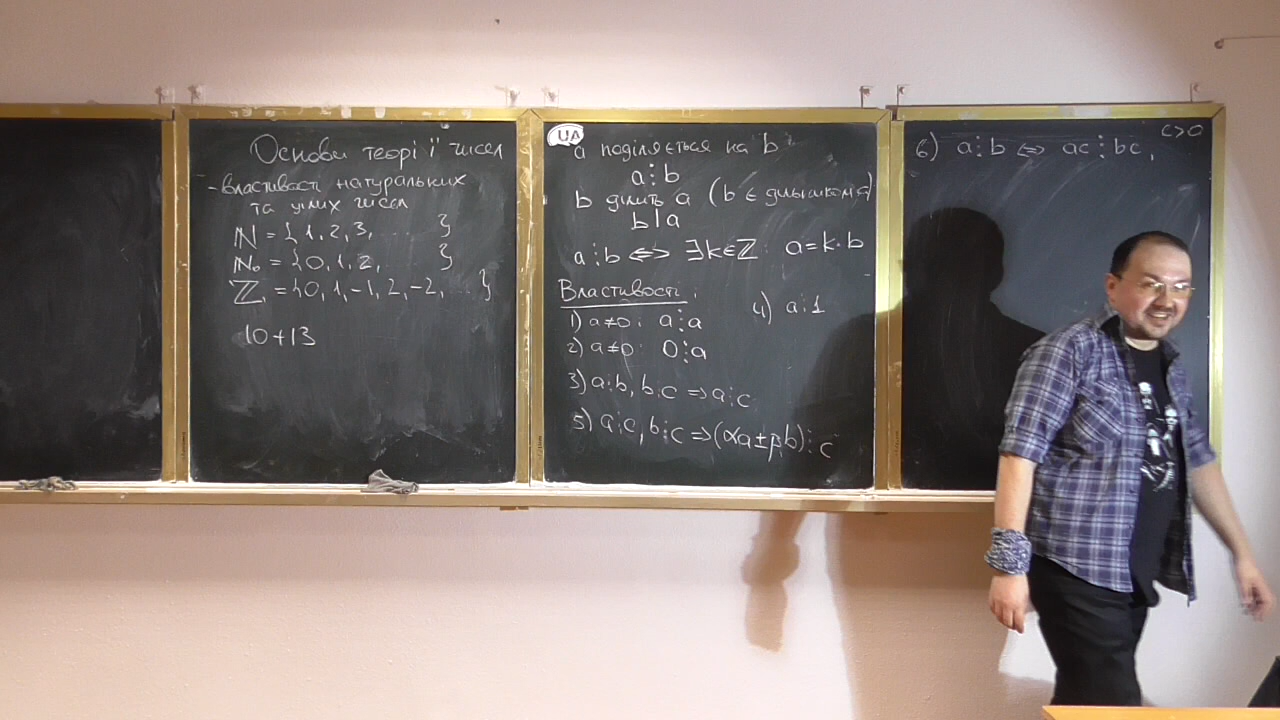 Основи теорії чисел
- властивості натуральних
та цілих чисел
ℕ = {1, 2, 3, ... }
ℕ₀ = {0, 1, 2, }
ℤ = {0, 1, -1, 2, -2, ... }
10+13
UA
a поділяється на b
a⋮b
b ділить a (b є дільником a)
b|a
a⋮b ⟺ ∃k∈ℤ: a=k·b
Властивості:
1) a≠0: a⋮a
2) a≠0: 0⋮a
3) a⋮b, b⋮c ⇒ a⋮c
4) a⋮1
5) a⋮c, b⋮c ⇒ (αa±βb)⋮c
c>0
6) a⋮b ⇔ ac⋮bc,